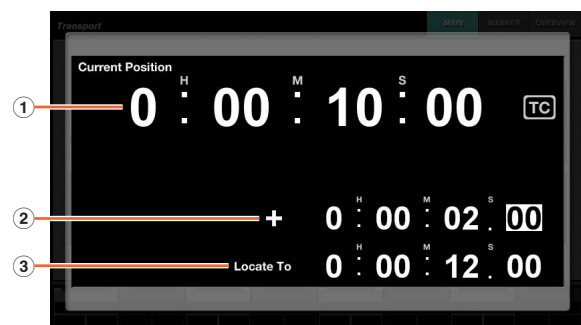 Transport MAIN MARKER OVERVIEW
Current Position
H M S
① 0 : 00 : 10 : 00 TC
H M S
② + 0 : 00 : 02 . 00
H M S
③ Locate To 0 : 00 : 12 . 00